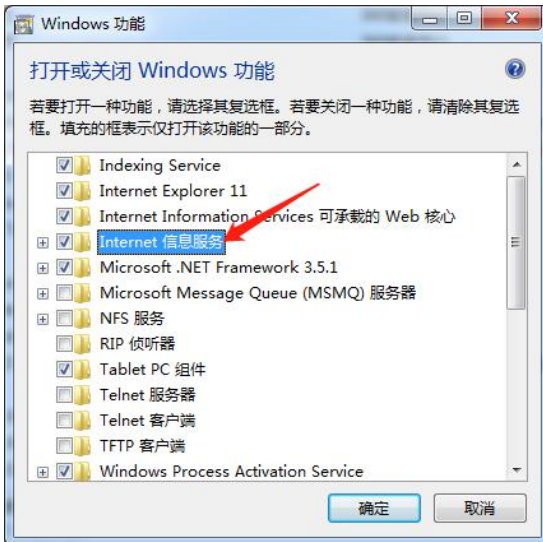 Windows 功能
打开或关闭 Windows 功能
若要打开一种功能，请选择其复选框。若要关闭一种功能，请清除其复选
框。填充的框表示仅打开该功能的一部分。
Indexing Service
Internet Explorer 11
Internet Information Services 可承载的 Web 核心
Internet 信息服务
Microsoft .NET Framework 3.5.1
Microsoft Message Queue (MSMQ) 服务器
NFS 服务
RIP 侦听器
Tablet PC 组件
Telnet 服务器
Telnet 客户端
TFTP 客户端
Windows Process Activation Service
确定
取消